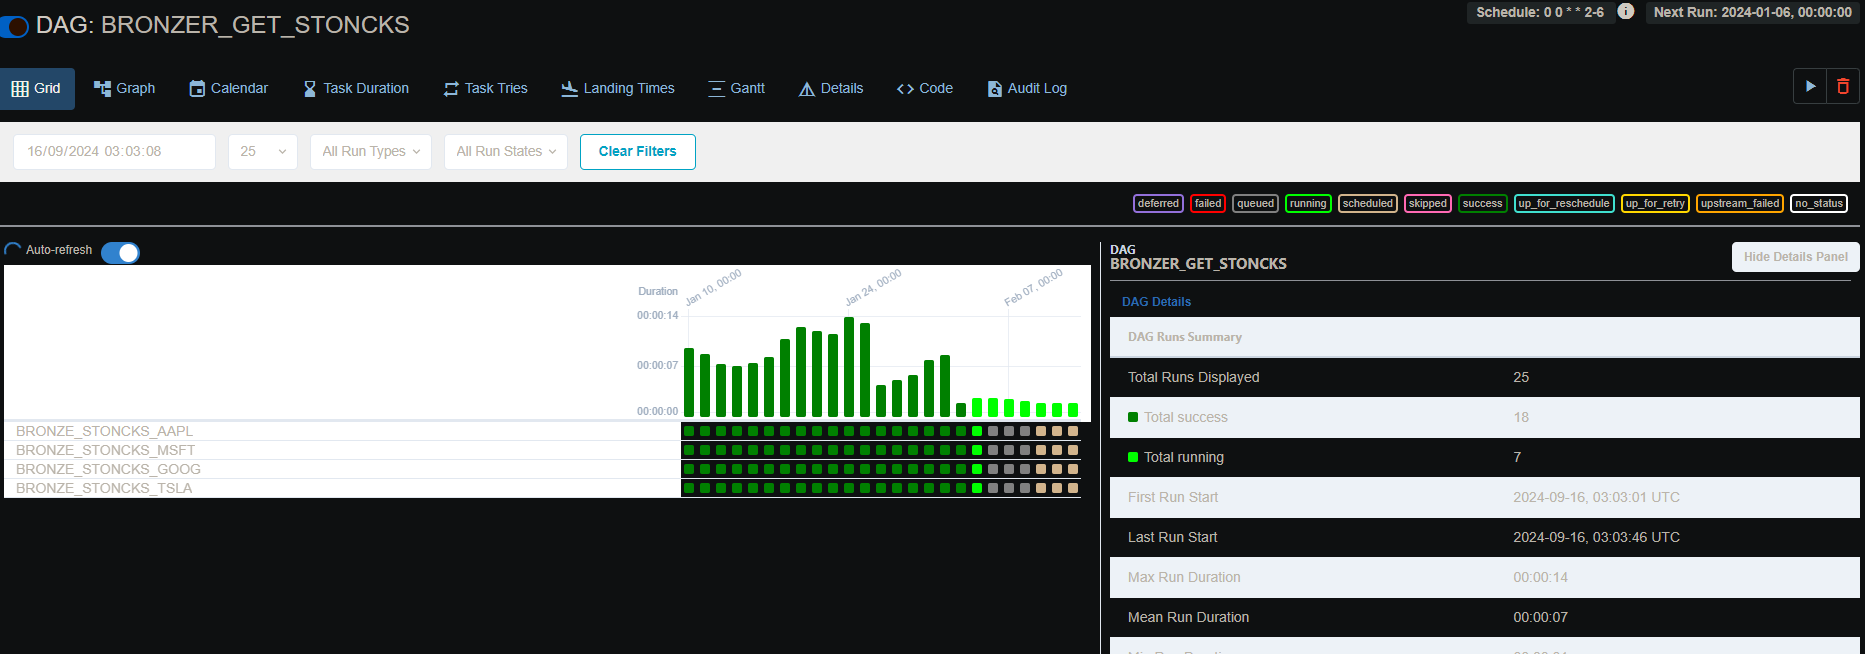 DAG: BRONZER_GET_STONCKS
Schedule: 0 0 * * 2-6
Next Run: 2024-01-06, 00:00:00
Grid
Graph
Calendar
Task Duration
Task Tries
Landing Times
Gantt
Details
Code
Audit Log
16/09/2024 03:03:08
25
All Run Types
All Run States
Clear Filters
deferred
failed
queued
running
scheduled
skipped
success
up_for_reschedule
up_for_retry
upstream_failed
no_status
Auto-refresh
Duration
Jan 10, 00:00
Jan 24, 00:00
Feb 07, 00:00
00:00:14
00:00:07
00:00:00
BRONZE_STONCKS_AAPL
BRONZE_STONCKS_MSFT
BRONZE_STONCKS_GOOG
BRONZE_STONCKS_TSLA
DAG
BRONZER_GET_STONCKS
Hide Details Panel
DAG Details
DAG Runs Summary
Total Runs Displayed 25
Total success 18
Total running 7
First Run Start 2024-09-16, 03:03:01 UTC
Last Run Start 2024-09-16, 03:03:46 UTC
Max Run Duration 00:00:14
Mean Run Duration 00:00:07